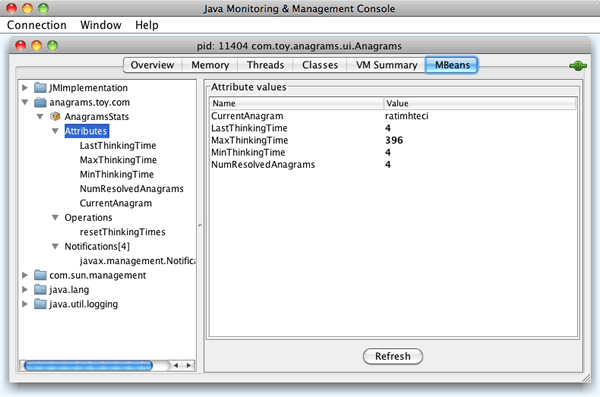 Java Monitoring & Management Console
Connection Window Help
pid: 11404 com.toy.anagrams.ui.Anagrams
Overview Memory Threads Classes VM Summary MBeans
JMImplementation
anagrams.toy.com
AnagramsStats
Attributes
LastThinkingTime
MaxThinkingTime
MinThinkingTime
NumResolvedAnagrams
CurrentAnagram
Operations
resetThinkingTimes
Notifications[4]
javax.management.Notific
com.sun.management
java.lang
java.util.logging
Attribute values
Name Value
CurrentAnagram ratimhteci
LastThinkingTime 4
MaxThinkingTime 396
MinThinkingTime 4
NumResolvedAnagrams 4
Refresh